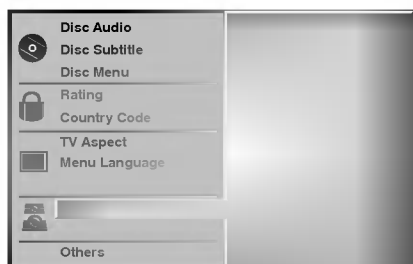 Disc Audio
Disc Subtitle
Disc Menu
Rating
Country Code
TV Aspect
Menu Language
Others